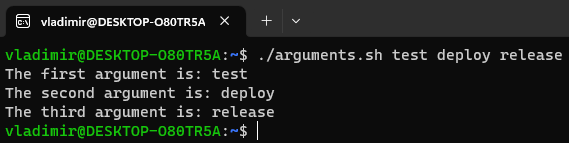 vladimir@DESKTOP-O80TR5A
vladimir@DESKTOP-O80TR5A:~$ ./arguments.sh test deploy release
The first argument is: test
The second argument is: deploy
The third argument is: release
vladimir@DESKTOP-O80TR5A:~$